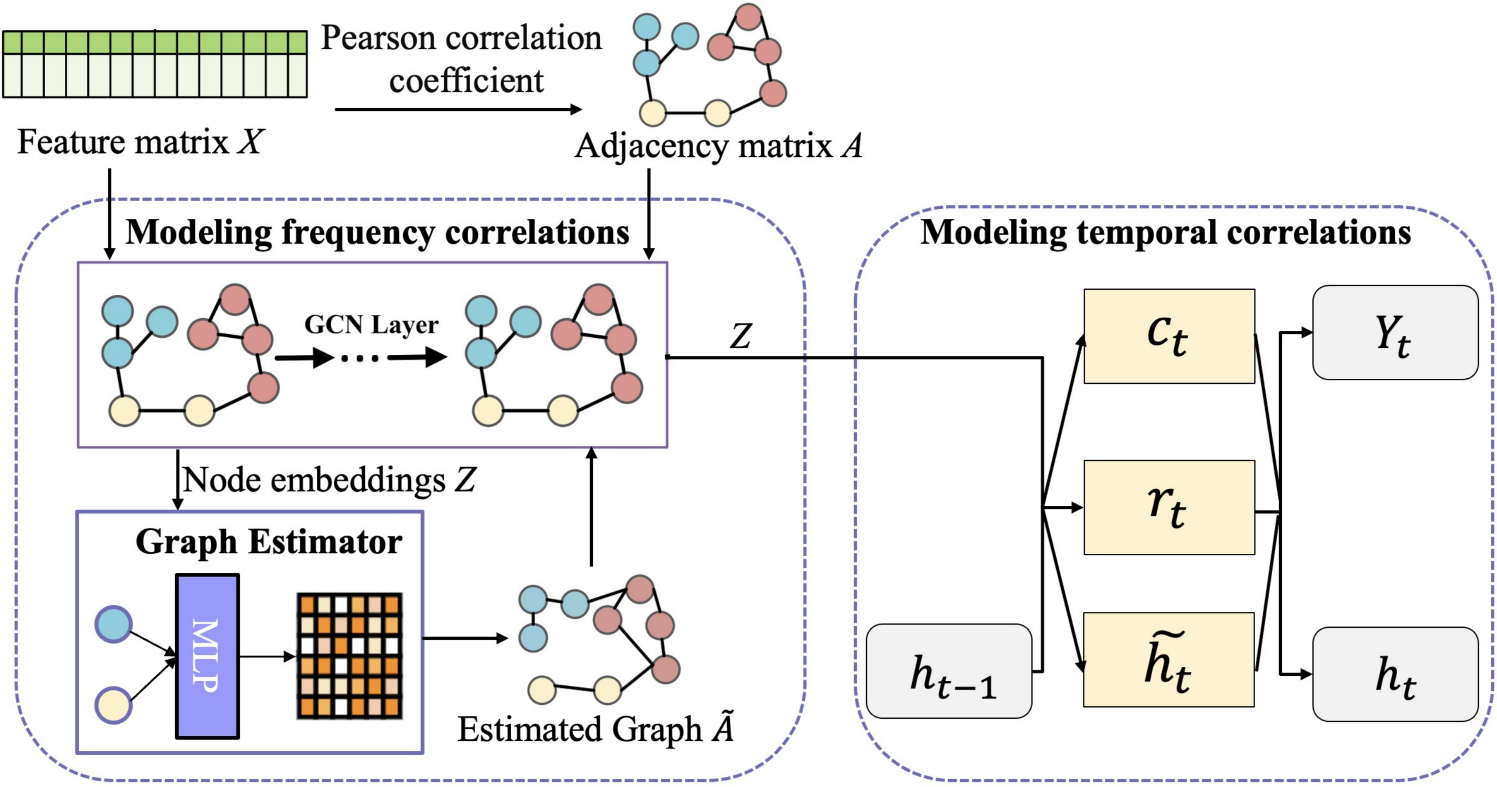 Pearson correlation
coefficient
Feature matrix X
Adjacency matrix A
Modeling frequency correlations
GCN Layer
Z
Node embeddings Z
Graph Estimator
MLP
Estimated Graph Ã
Modeling temporal correlations
c_t
Y_t
r_t
h_{t-1}
h̃_t
h_t